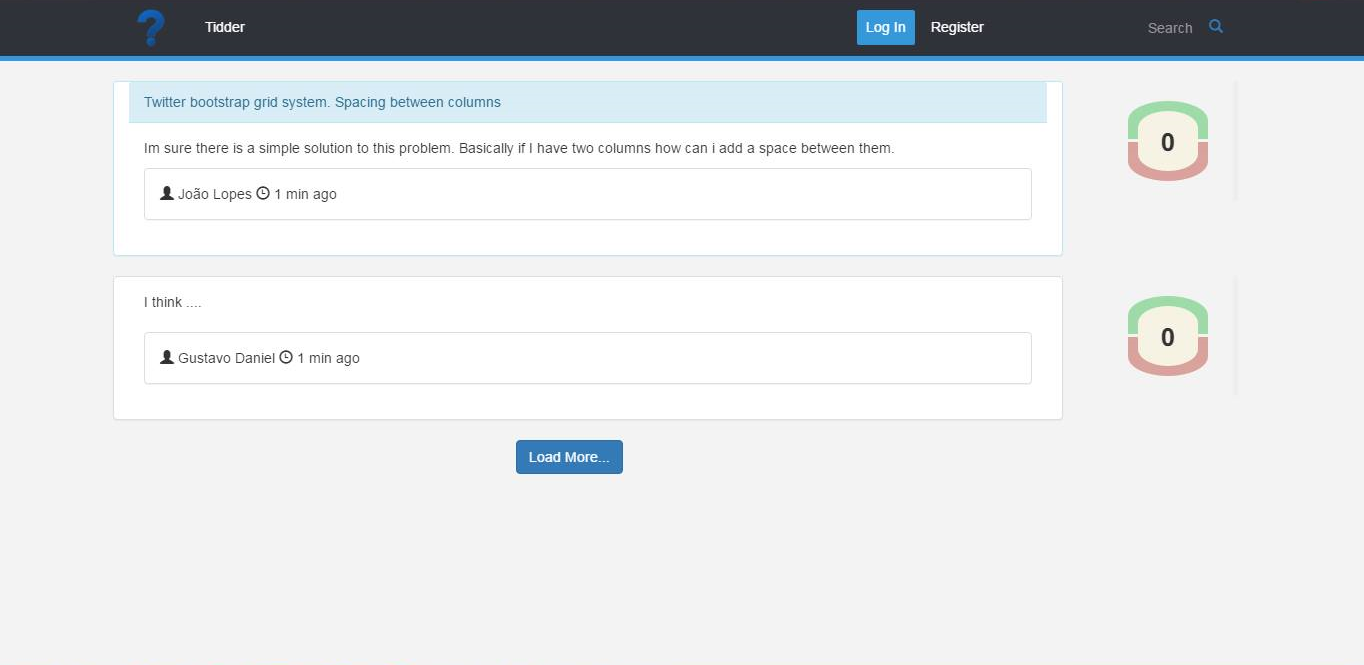 ? Tidder Log In Register Search
Twitter bootstrap grid system. Spacing between columns
Im sure there is a simple solution to this problem. Basically if I have two columns how can i add a space between them.
0
João Lopes 1 min ago
I think ....
0
Gustavo Daniel 1 min ago
Load More...